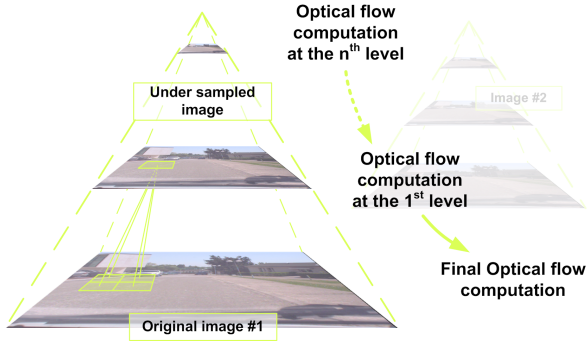 Optical flow
computation
at the nth level
Under sampled
image
Image #2
Optical flow
computation
at the 1st level
Final Optical flow
computation
Original image #1